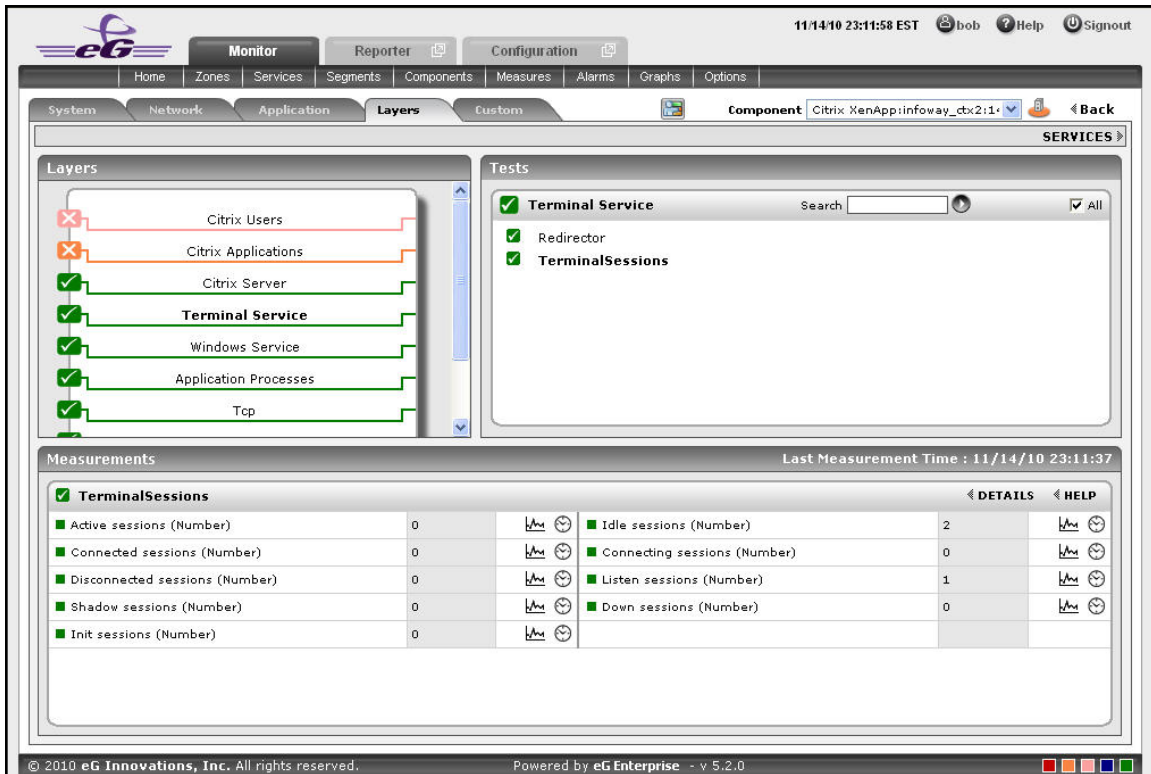 11/14/10 23:11:58 EST bob Help Signout
eG
Monitor Reporter Configuration
Home Zones Services Segments Components Measures Alarms Graphs Options
System Network Application Layers Custom Component Citrix XenApp:infoway_ctx2:14 Back
SERVICES
Layers
Citrix Users
Citrix Applications
Citrix Server
Terminal Service
Windows Service
Application Processes
Tcp
Tests
Terminal Service Search All
Redirector
TerminalSessions
Measurements Last Measurement Time : 11/14/10 23:11:37
TerminalSessions DETAILS HELP
Active sessions (Number) 0 Idle sessions (Number) 2
Connected sessions (Number) 0 Connecting sessions (Number) 0
Disconnected sessions (Number) 0 Listen sessions (Number) 1
Shadow sessions (Number) 0 Down sessions (Number) 0
Init sessions (Number) 0
© 2010 eG Innovations, Inc. All rights reserved. Powered by eG Enterprise - v 5.2.0